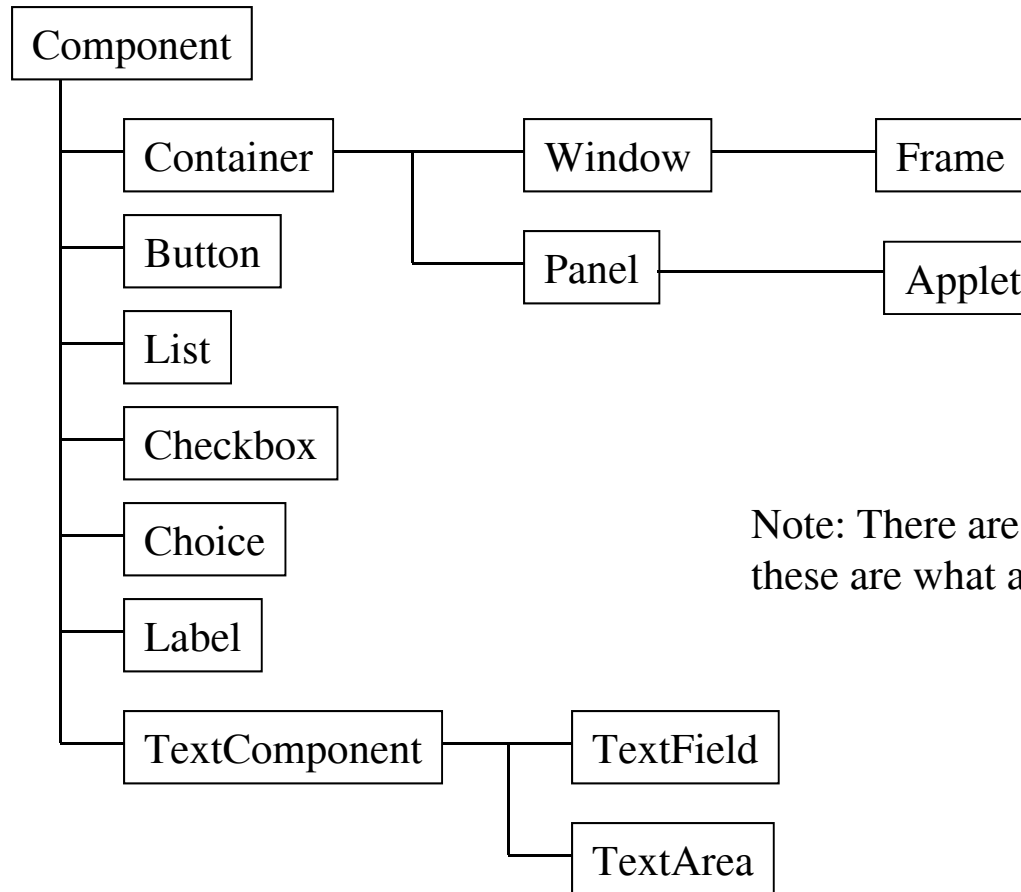 Component
Container
Window
Frame
Button
Panel
Applet
List
Checkbox
Choice
Note: There are
these are what a
Label
TextComponent
TextField
TextArea